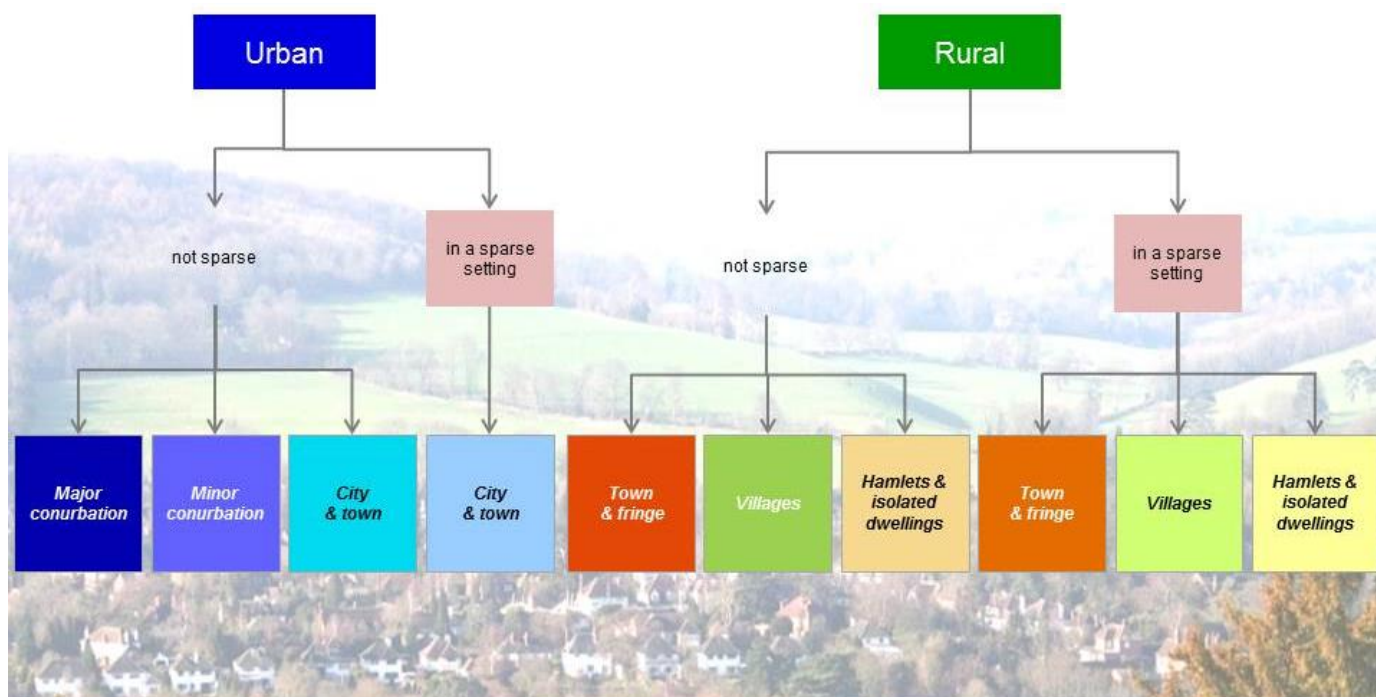 Urban
Rural
not sparse
in a sparse
setting
not sparse
in a sparse
setting
Major
conurbation
Minor
conurbation
City
& town
City
& town
Town
& fringe
Villages
Hamlets &
isolated
dwellings
Town
& fringe
Villages
Hamlets &
isolated
dwellings